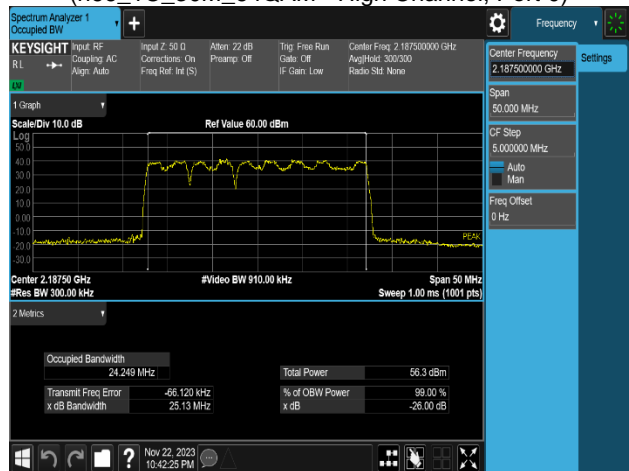 Spectrum Analyzer 1
Occupied BW
+
Frequency
KEYSIGHT Input: RF Input Z: 50 Ω Atten: 22 dB Trig: Free Run Center Freq: 2.187500000 GHz
RL Coupling: AC Corrections: On Preamp: Off Gate: Off Avg|Hold: 300/300
Align: Auto Freq Ref: Int (S) IF Gain: Low Radio Std: None
LXI
Center Frequency
2.187500000 GHz
Settings
Span
50.000 MHz
CF Step
5.000000 MHz
Auto
Man
Freq Offset
0 Hz
1 Graph
Scale/Div 10.0 dB Ref Value 60.00 dBm
Log
50.0
40.0
30.0
20.0
10.0
0.00
-10.0
-20.0
-30.0
PEAK
Center 2.18750 GHz #Video BW 910.00 kHz Span 50 MHz
#Res BW 300.00 kHz Sweep 1.00 ms (1001 pts)
2 Metrics
Occupied Bandwidth
24.249 MHz Total Power 56.3 dBm
Transmit Freq Error -66.120 kHz % of OBW Power 99.00 %
x dB Bandwidth 25.13 MHz x dB -26.00 dB
? Nov 22, 2023
10:42:25 PM